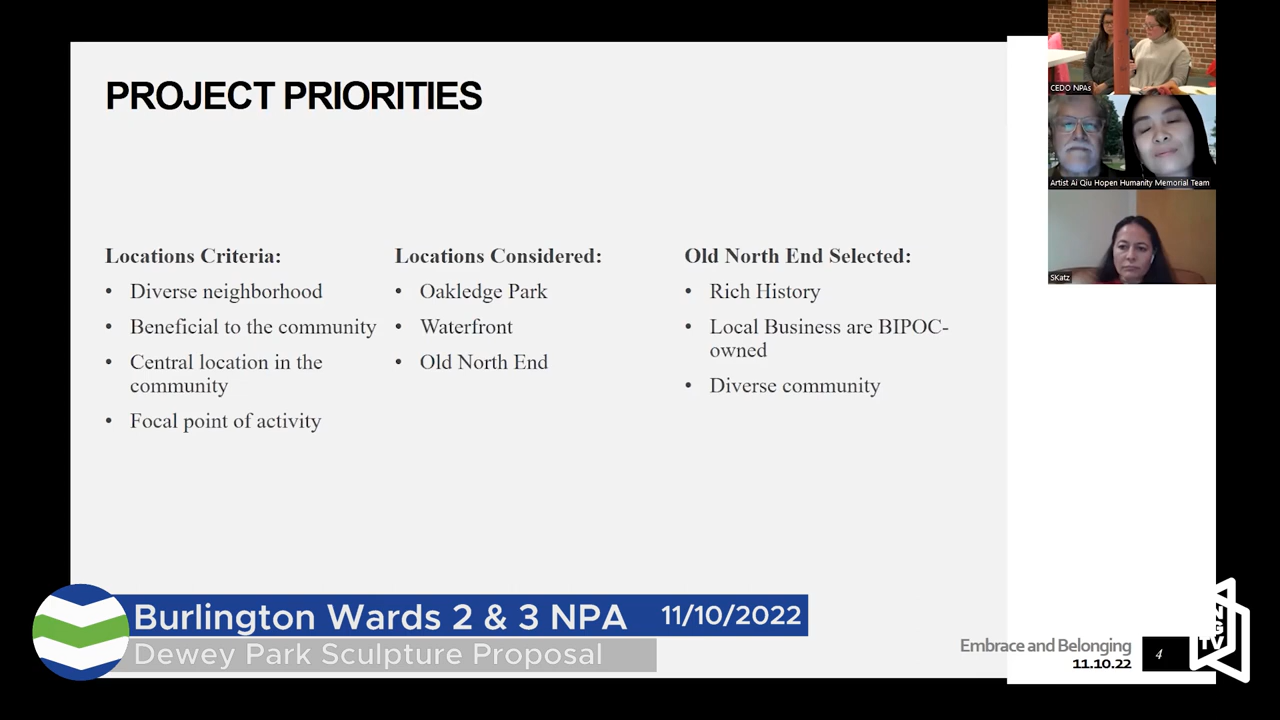 PROJECT PRIORITIES
Locations Criteria:
• Diverse neighborhood
• Beneficial to the community
• Central location in the
community
• Focal point of activity
Locations Considered:
• Oakledge Park
• Waterfront
• Old North End
Old North End Selected:
• Rich History
• Local Business are BIPOC-
owned
• Diverse community
CEDO NPAs
Artist Ai Qiu Hopen Humanity Memorial Team
SKatz
Burlington Wards 2 & 3 NPA 11/10/2022
Dewey Park Sculpture Proposal
Embrace and Belonging
11.10.22
4